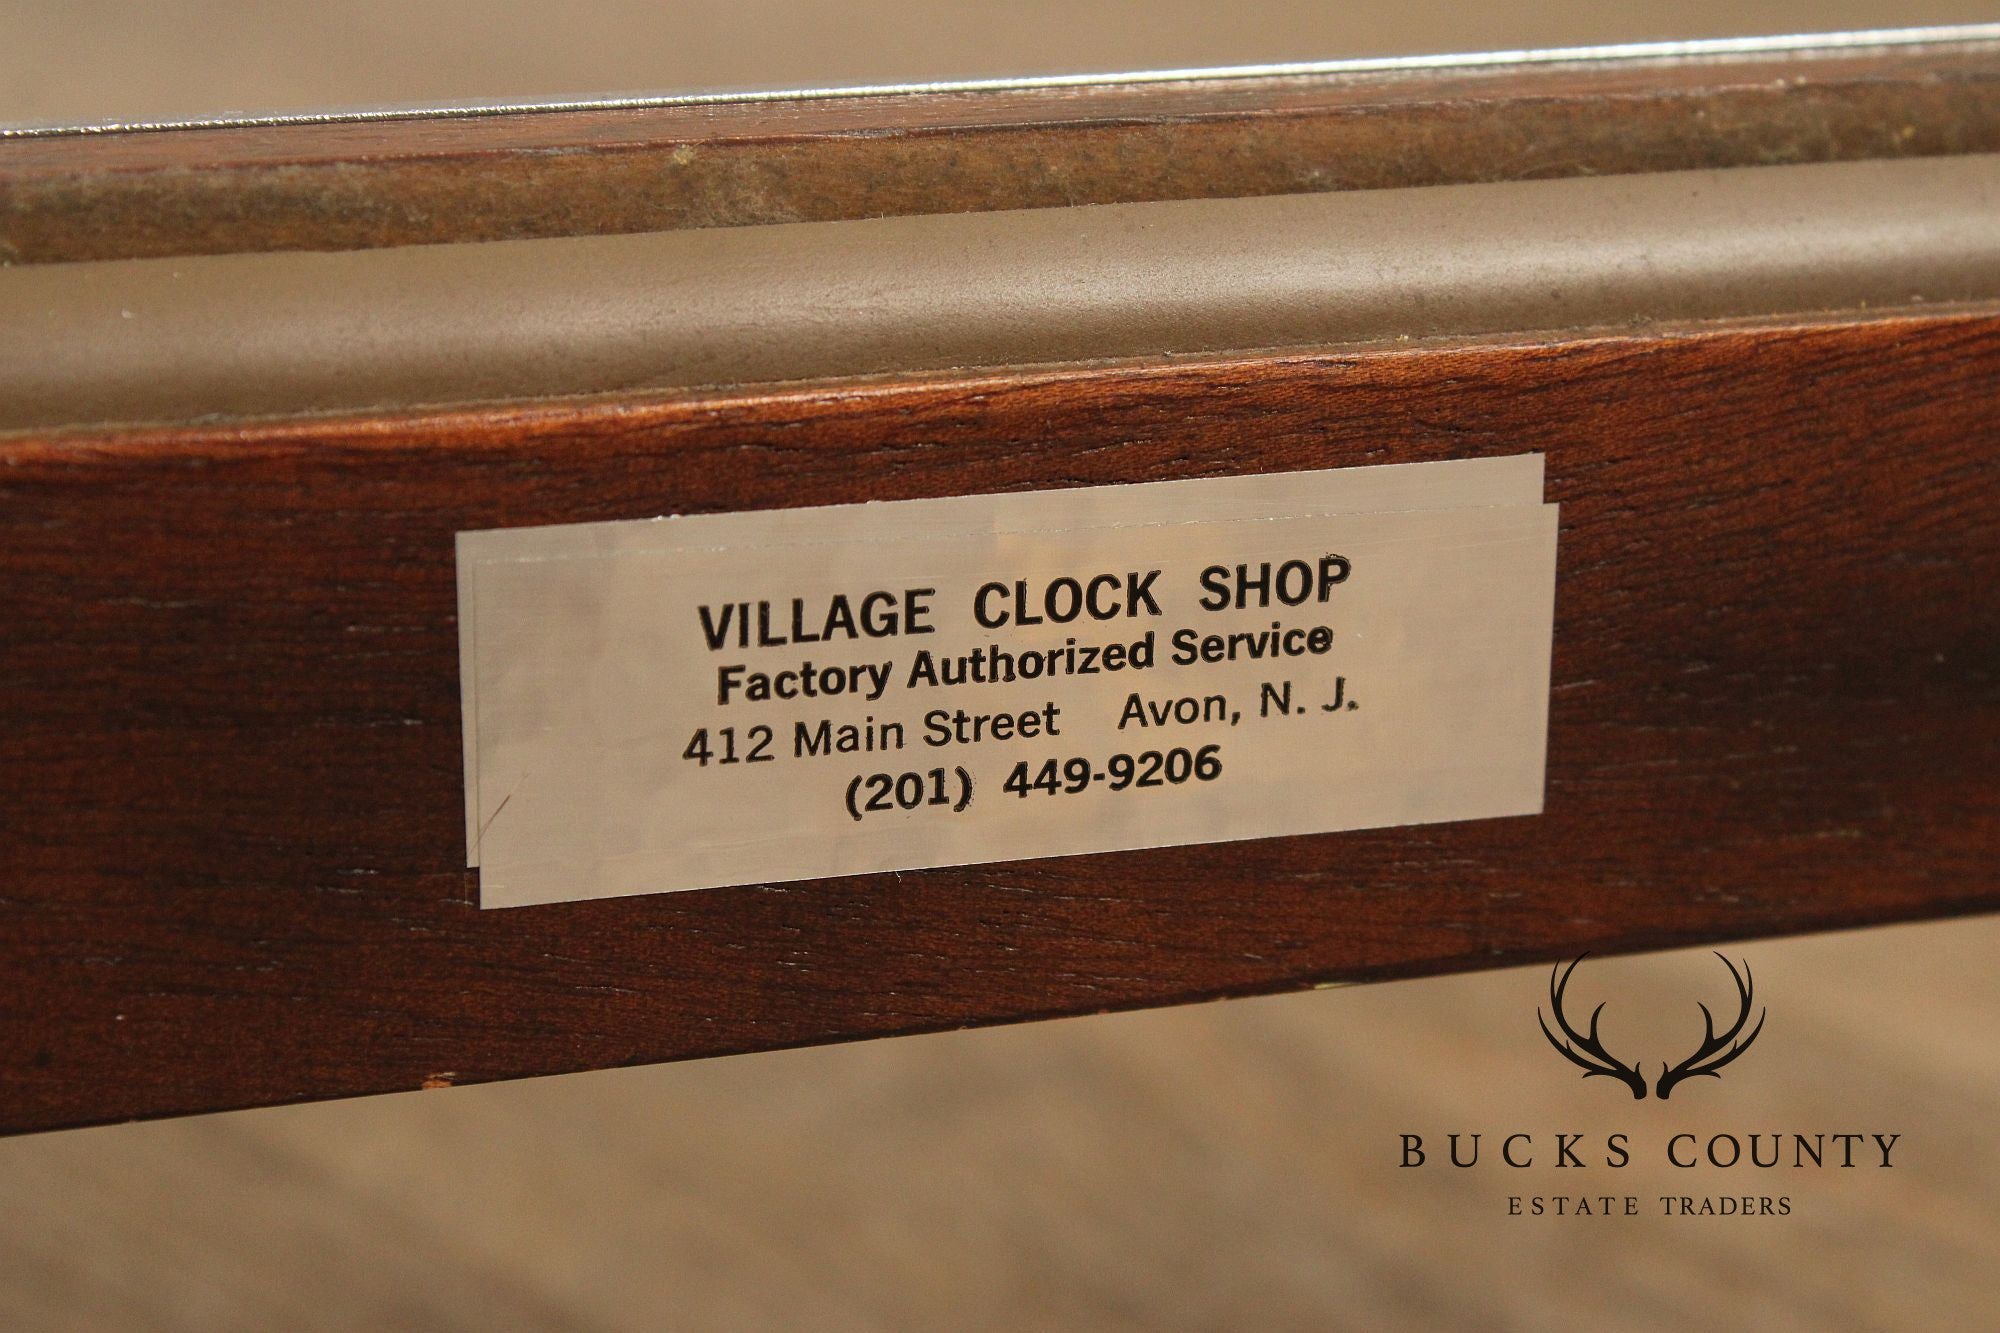 VILLAGE CLOCK SHOP
Factory Authorized Service
412 Main Street Avon, N. J.
(201) 449-9206
BUCKS COUNTY
ESTATE TRADERS